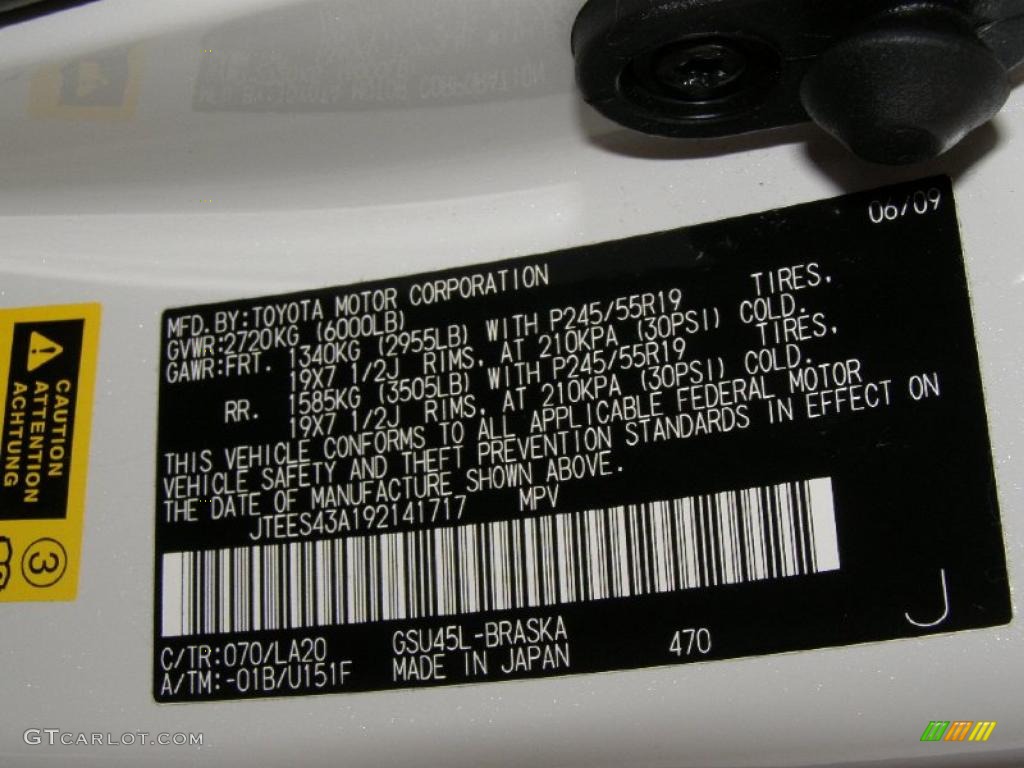 06/09
MFD.BY:TOYOTA MOTOR CORPORATION
GVWR:2720KG (6000LB)
GAWR:FRT. 1340KG (2955LB) WITH P245/55R19 TIRES,
19X7 1/2J RIMS, AT 210KPA (30PSI) COLD.
RR. 1585KG (3505LB) WITH P245/55R19 TIRES,
19X7 1/2J RIMS, AT 210KPA (30PSI) COLD.
THIS VEHICLE CONFORMS TO ALL APPLICABLE FEDERAL MOTOR
VEHICLE SAFETY AND THEFT PREVENTION STANDARDS IN EFFECT ON
THE DATE OF MANUFACTURE SHOWN ABOVE.
JTEES43A192141717 MPV
C/TR:070/LA20 GSU45L-BRASKA 470 J
A/TM:-01B/U151F MADE IN JAPAN
CAUTION
ATTENTION
ACHTUNG
3
GTCARLOT.COM